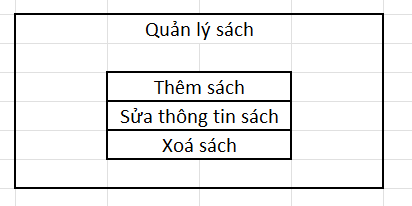 Quản lý sách
Thêm sách
Sửa thông tin sách
Xoá sách